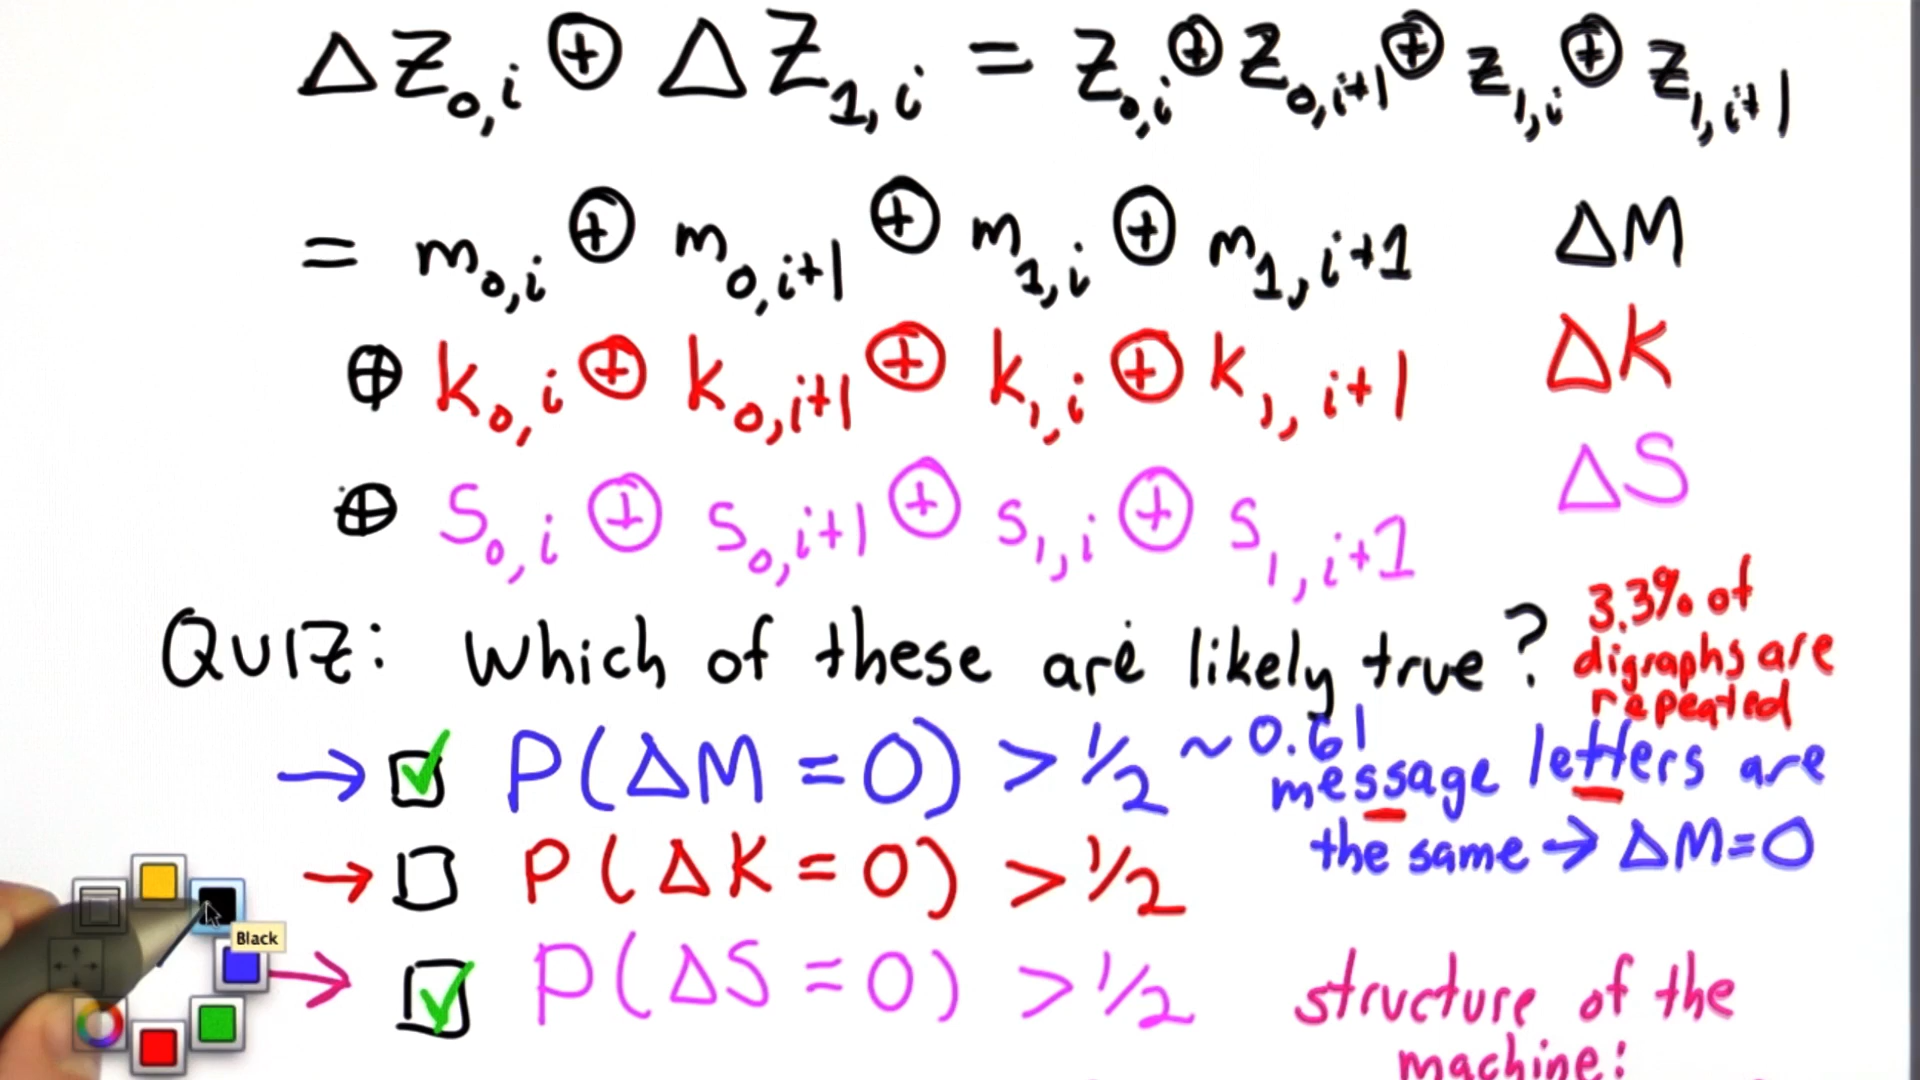 ΔZ0,i ⊕ ΔZ1,i = Z0,i ⊕ Z0,i+1 ⊕ Z1,i ⊕ Z1,i+1
= m0,i ⊕ m0,i+1 ⊕ m1,i ⊕ m1,i+1 ΔM
⊕ k0,i ⊕ k0,i+1 ⊕ k1,i ⊕ k1,i+1 ΔK
⊕ S0,i ⊕ S0,i+1 ⊕ S1,i ⊕ S1,i+1 ΔS
QUIZ: Which of these are likely true?
3.3% of
digraphs are
repeated
→ ✓ P(ΔM = 0) > 1/2 ~ 0.61
message letters are
the same → ΔM=0
→ P(ΔK = 0) > 1/2
Black
→ ✓ P(ΔS = 0) > 1/2
structure of the
machine: